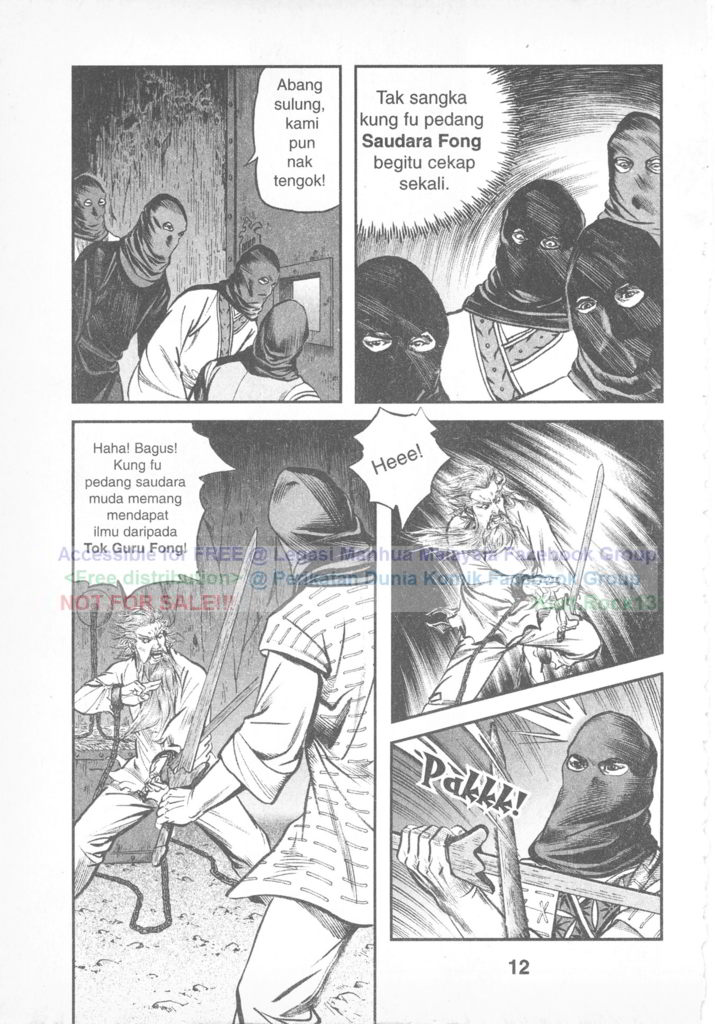 Abang
sulung,
kami
pun
nak
tengok!
Tak sangka
kung fu pedang
Saudara Fong
begitu cekap
sekali.
Haha! Bagus!
Kung fu
pedang saudara
muda memang
mendapat
ilmu daripada
Tok Guru Fong!
Heee!
Accessible for FREE @ Legasi Manhua Malaysia Facebook Group
<Free distribution> @ Petisatan Dunia Komik Facebook Group
NOT FOR SALE!!!
Pakkk!
12